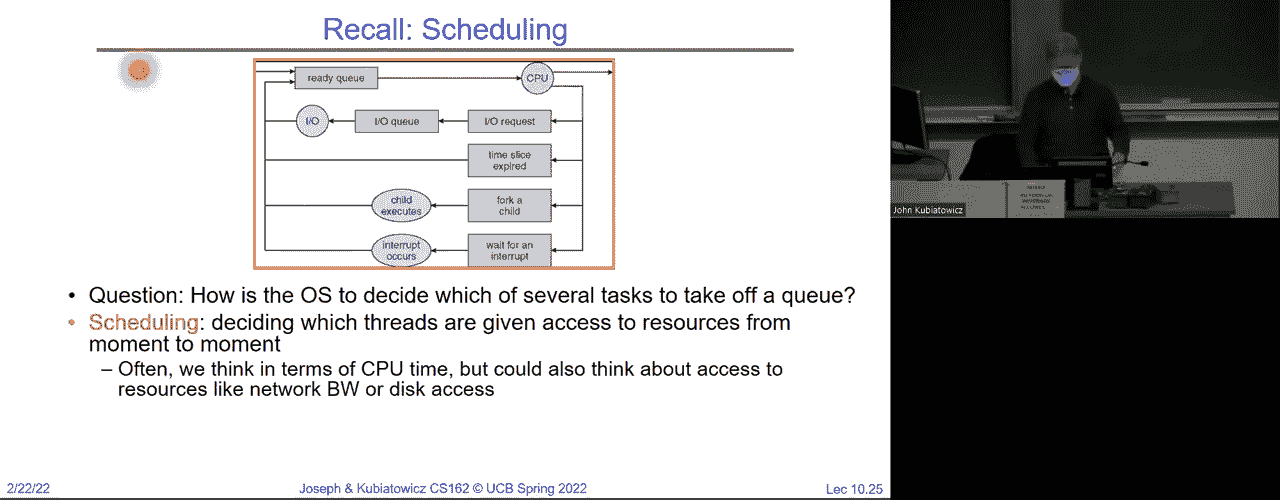 Recall: Scheduling
ready queue
CPU
I/O
I/O queue
I/O request
time slice
expired
child
executes
fork a
child
interrupt
occurs
wait for an
interrupt
• Question: How is the OS to decide which of several tasks to take off a queue?
• Scheduling: deciding which threads are given access to resources from
moment to moment
– Often, we think in terms of CPU time, but could also think about access to
resources like network BW or disk access
2/22/22
Joseph & Kubiatowicz CS162 © UCB Spring 2022
Lec 10.25
John Kubiatowicz